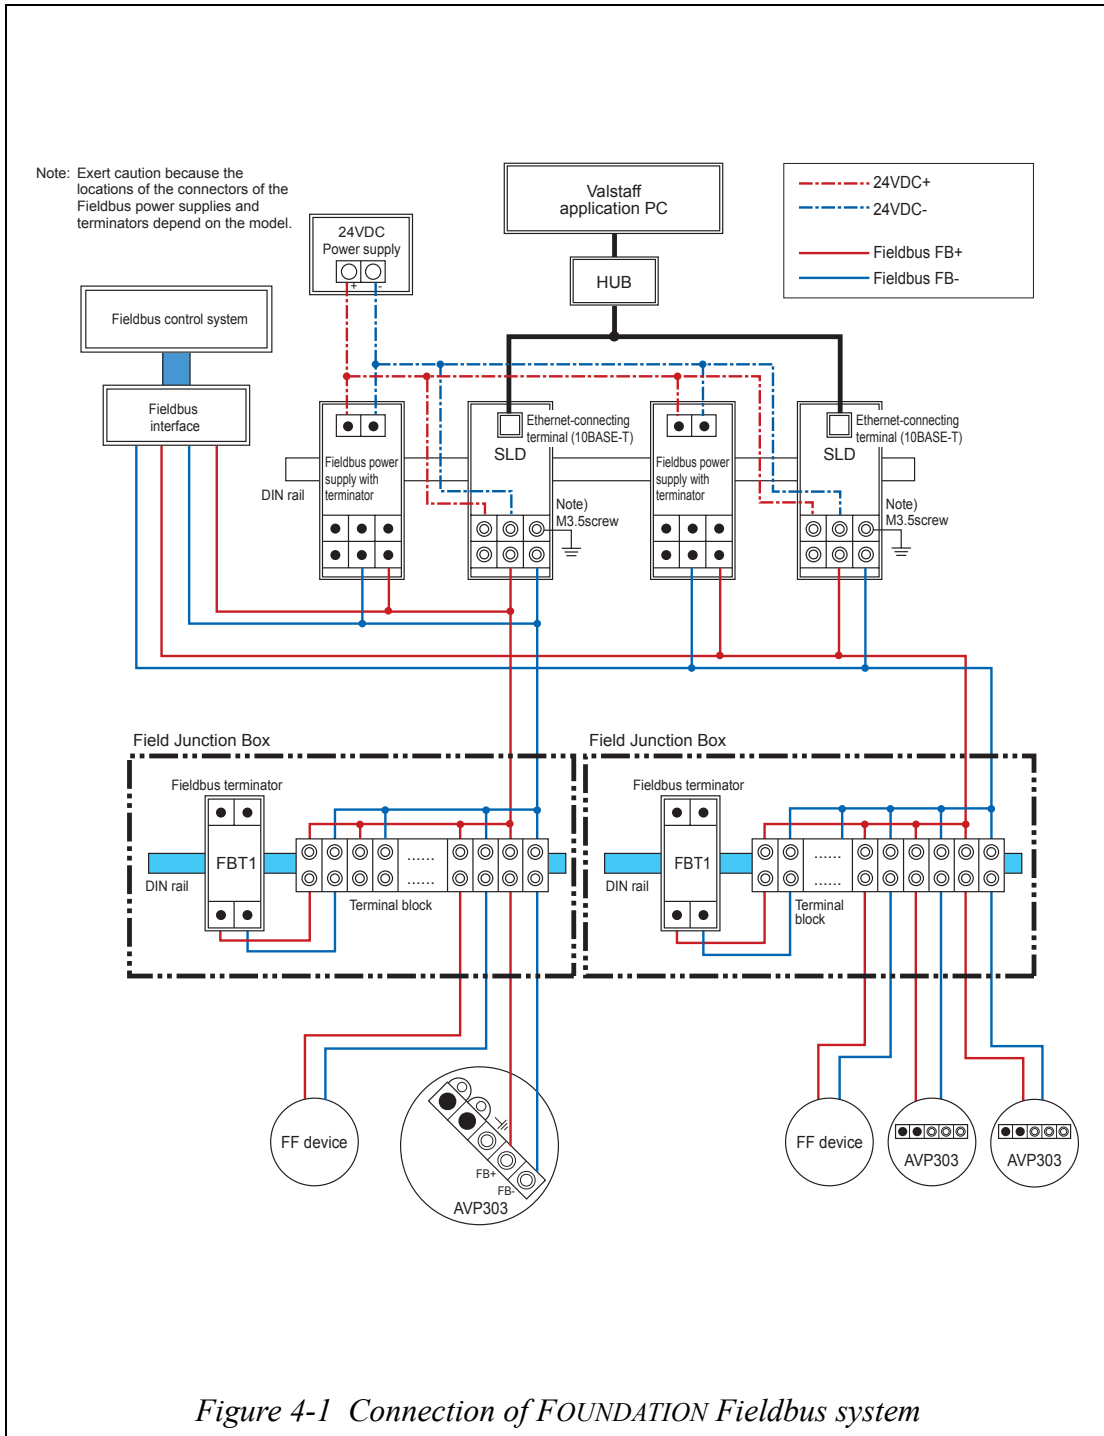 Note: Exert caution because the
locations of the connectors of the
Fieldbus power supplies and
terminators depend on the model.
Valstaff
application PC
24VDC+
24VDC-
Fieldbus FB+
Fieldbus FB-
24VDC
Power supply
+
-
HUB
Fieldbus control system
Fieldbus
interface
Ethernet-connecting
terminal (10BASE-T)
SLD
Ethernet-connecting
terminal (10BASE-T)
SLD
Fieldbus power
supply with
terminator
Fieldbus power
supply with
terminator
DIN rail
Note)
M3.5screw
Note)
M3.5screw
Field Junction Box
Field Junction Box
Fieldbus terminator
FBT1
DIN rail
......
......
Terminal block
Fieldbus terminator
FBT1
DIN rail
......
......
Terminal
block
FF device
FB+
FB-
AVP303
FF device
AVP303
AVP303
Figure 4-1 Connection of FOUNDATION Fieldbus system